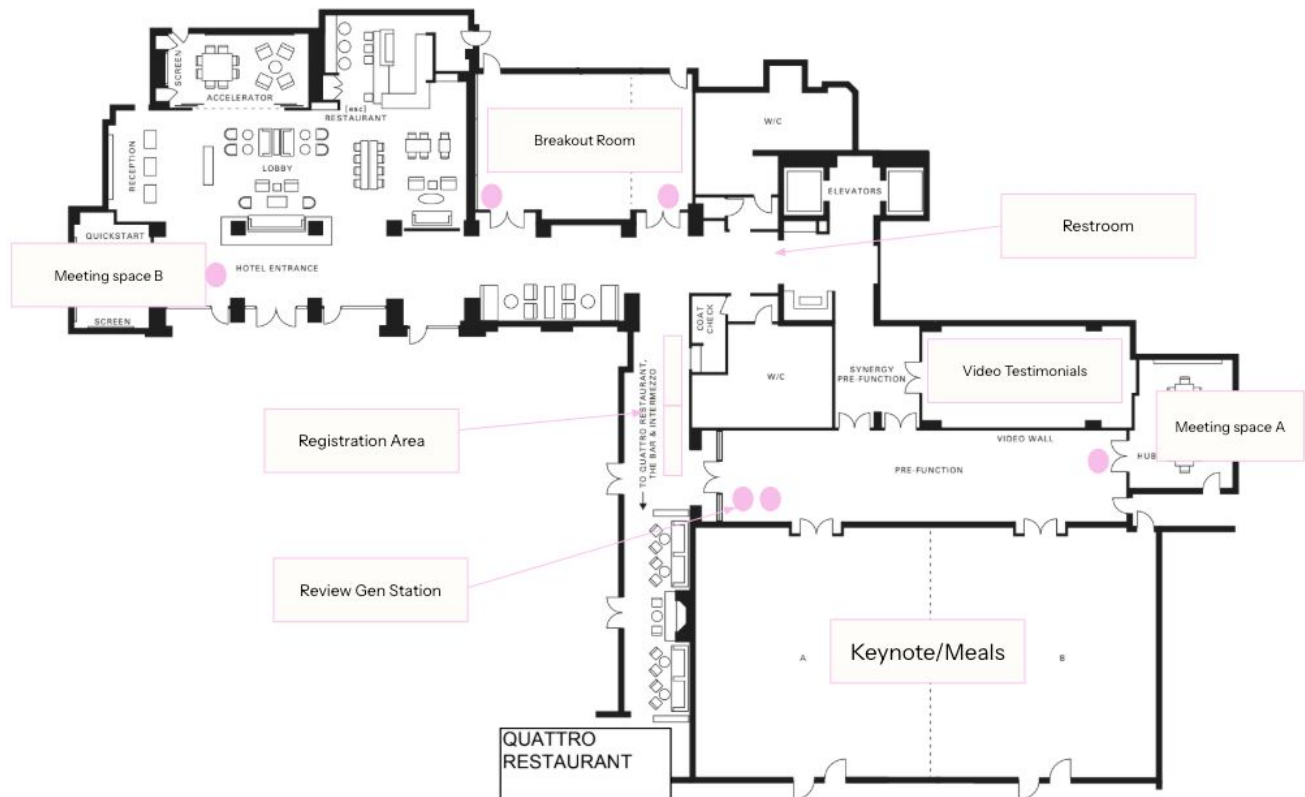 SCREEN
ACCELERATOR
[esc]
RESTAURANT
Breakout Room
W/C
RECEPTION
LOBBY
ELEVATORS
QUICKSTART
Meeting space B
HOTEL ENTRANCE
SCREEN
Restroom
COAT
CHECK
W/C
SYNERGY
PRE-FUNCTION
Video Testimonials
Registration Area
TO QUATTRO RESTAURANT,
THE BAR & INTERMEZZO
VIDEO WALL
Meeting space A
PRE-FUNCTION
HUB
Review Gen Station
A
Keynote/Meals
B
QUATTRO
RESTAURANT